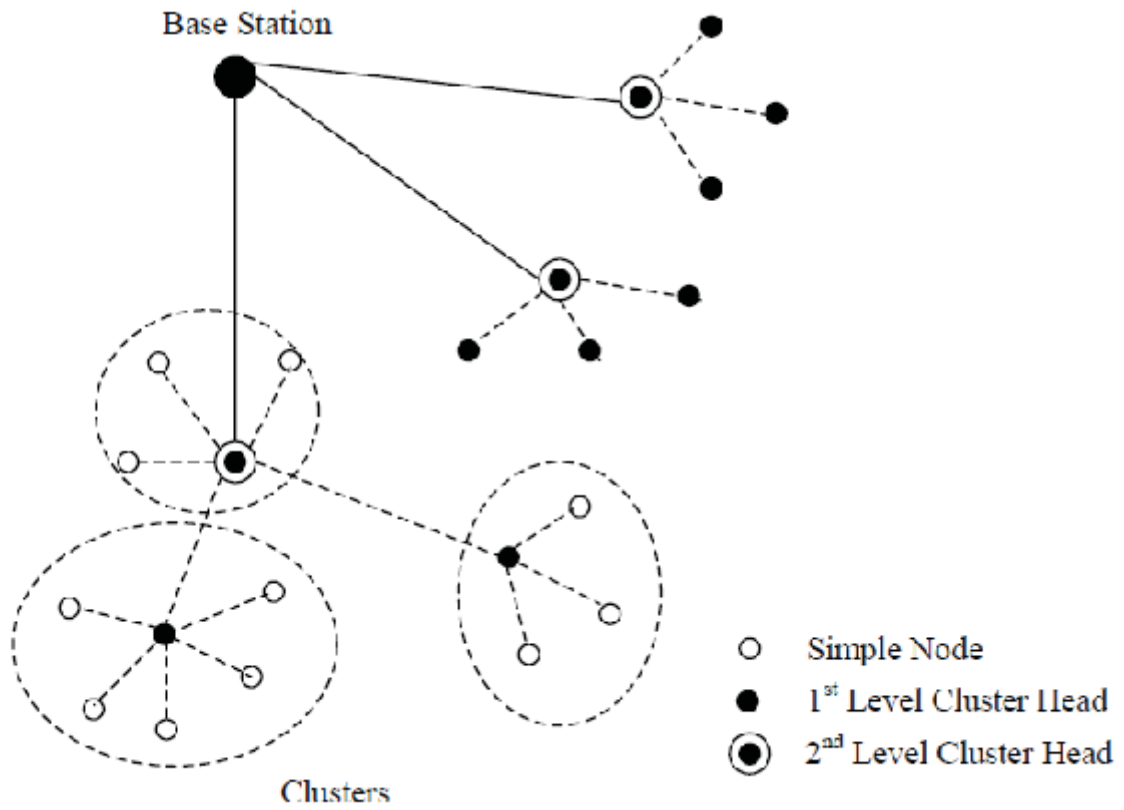 Base Station
Simple Node
1st Level Cluster Head
2nd Level Cluster Head
Clusters